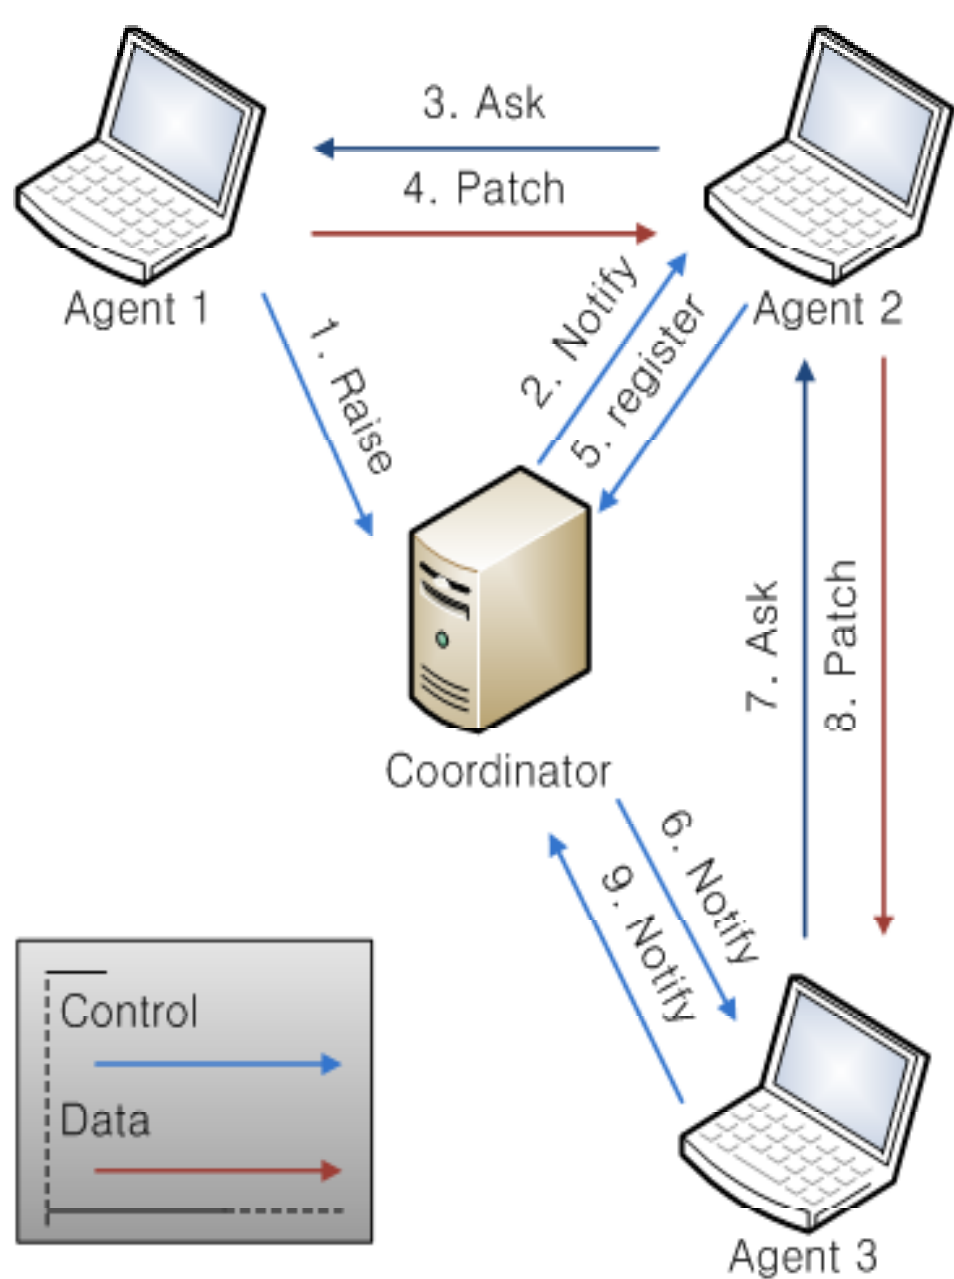 3. Ask
4. Patch
Agent 1
Agent 2
1. Raise
2. Notify
5. register
7. Ask
8. Patch
Coordinator
6. Notify
9. Notify
Control
Data
Agent 3